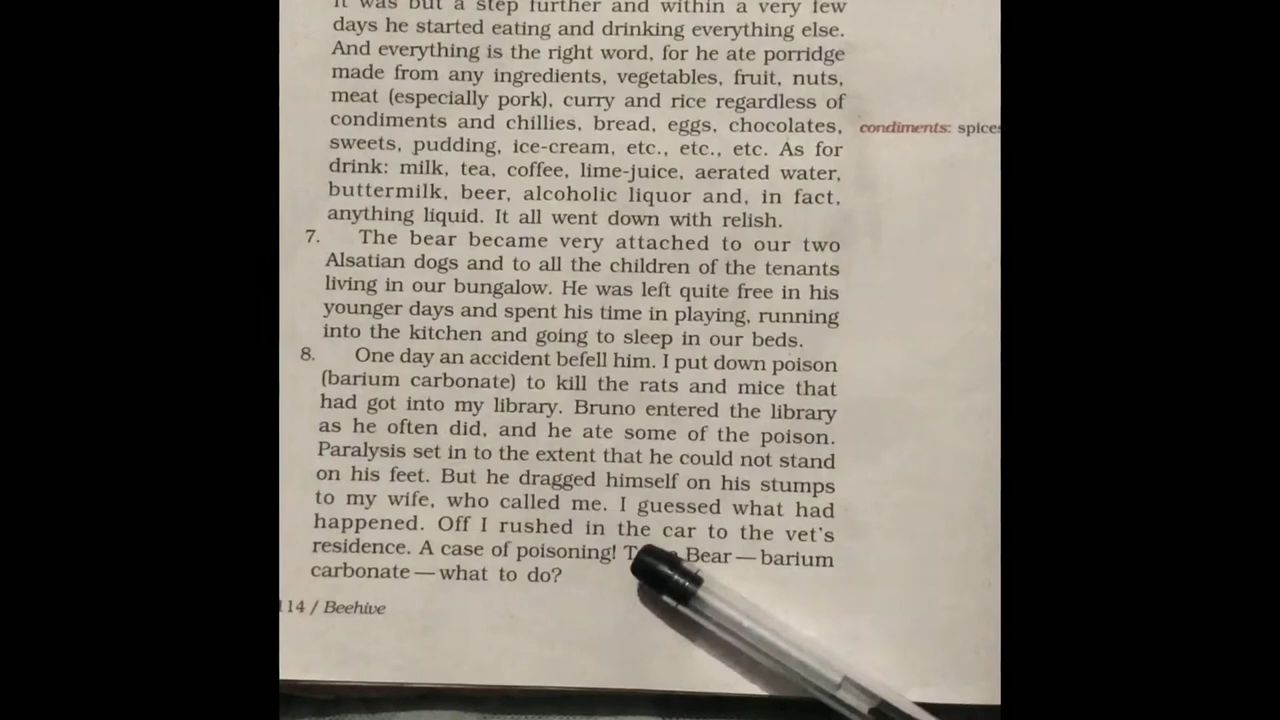 It was but a step further and within a very few
days he started eating and drinking everything else.
And everything is the right word, for he ate porridge
made from any ingredients, vegetables, fruit, nuts,
meat (especially pork), curry and rice regardless of
condiments and chillies, bread, eggs, chocolates,
condiments: spices
sweets, pudding, ice-cream, etc., etc., etc. As for
drink: milk, tea, coffee, lime-juice, aerated water,
buttermilk, beer, alcoholic liquor and, in fact,
anything liquid. It all went down with relish.
7. The bear became very attached to our two
Alsatian dogs and to all the children of the tenants
living in our bungalow. He was left quite free in his
younger days and spent his time in playing, running
into the kitchen and going to sleep in our beds.
8. One day an accident befell him. I put down poison
(barium carbonate) to kill the rats and mice that
had got into my library. Bruno entered the library
as he often did, and he ate some of the poison.
Paralysis set in to the extent that he could not stand
on his feet. But he dragged himself on his stumps
to my wife, who called me. I guessed what had
happened. Off I rushed in the car to the vet's
residence. A case of poisoning! Bear — barium
carbonate — what to do?
114 / Beehive